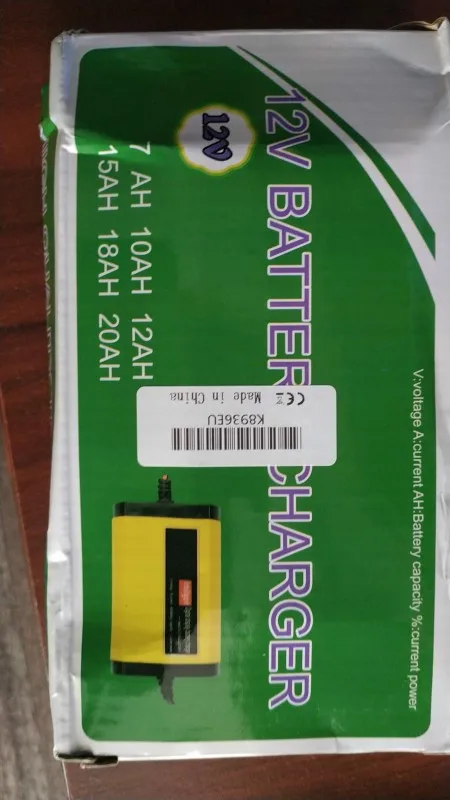 12V BATTERY CHARGER
12V
7 AH 10AH 12AH
15AH 18AH 20AH
V:voltage A:current AH:Battery capacity %:current power
K8936EU
CE Made in China